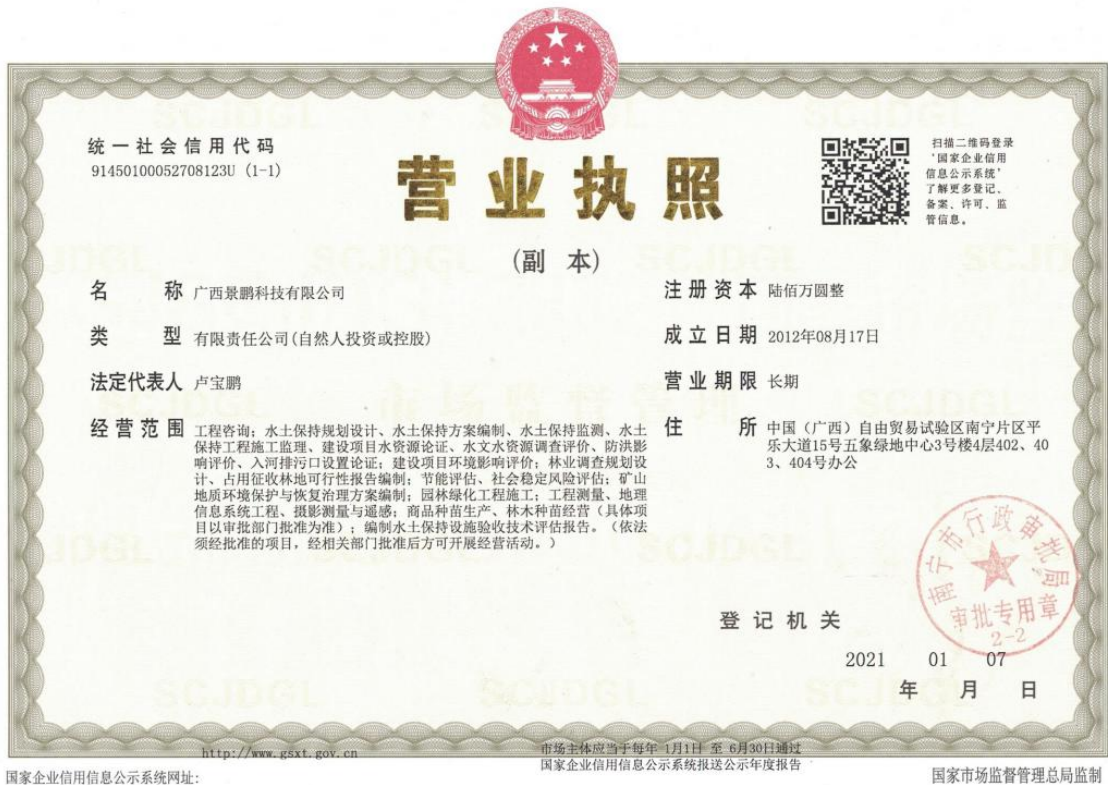 统一社会信用代码
91450100052708123U (1-1)
营业执照
(副 本)
扫描二维码登录
‘国家企业信用
信息公示系统’
了解更多登记、
备案、许可、监
管信息。
名 称 广西景鹏科技有限公司
类 型 有限责任公司(自然人投资或控股)
法定代表人 卢宝鹏
经营范围 工程咨询；水土保持规划设计、水土保持方案编制、水土保持监测、水土
保持工程施工监理、建设项目水资源论证、水文水资源调查评价、防洪影
响评价、入河排污口设置论证；建设项目环境影响评价；林业调查规划设
计、占用征收林地可行性报告编制；节能评估、社会稳定风险评估；矿山
地质环境保护与恢复治理方案编制；园林绿化工程施工；工程测量、地理
信息系统工程、摄影测量与遥感；商品种苗生产、林木种苗经营（具体项
目以审批部门批准为准）；编制水土保持设施验收技术评估报告。（依法
须经批准的项目，经相关部门批准后方可开展经营活动。）
注册资本 陆佰万圆整
成立日期 2012年08月17日
营业期限 长期
住 所 中国（广西）自由贸易试验区南宁片区平
乐大道15号五象绿地中心3号楼4层402、40
3、404号办公
登记机关
南宁市行政审批局
审批专用章
2-2
2021 01 07
年 月 日
http://www.gsxt.gov.cn
市场主体应当于每年 1月1日 至 6月30日通过
国家企业信用信息公示系统报送公示年度报告
国家企业信用信息公示系统网址:
国家市场监督管理总局监制
SCJDGL
市场监督管理